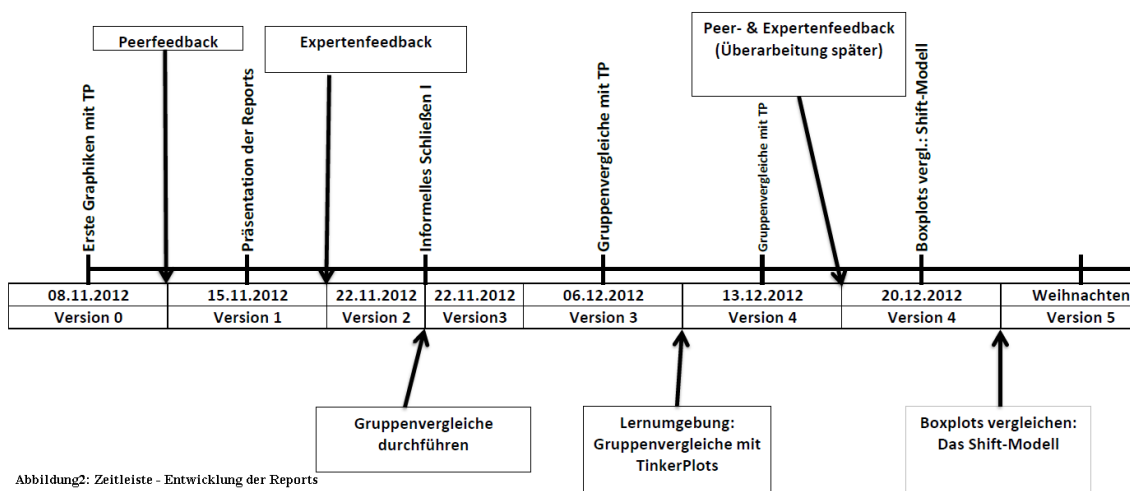 Peerfeedback
Expertenfeedback
Peer- & Expertenfeedback
(Überarbeitung später)
Erste Graphiken mit TP
Präsentation der Reports
Informelles Schließen I
Gruppenvergleiche mit TP
Gruppenvergleiche mit TP
Boxplots vergl.: Shift-Modell
08.11.2012 15.11.2012 22.11.2012 22.11.2012 06.12.2012 13.12.2012 20.12.2012 Weihnachten
Version 0 Version 1 Version 2 Version3 Version 3 Version 4 Version 4 Version 5
Gruppenvergleiche
durchführen
Lernumgebung:
Gruppenvergleiche mit
TinkerPlots
Boxplots vergleichen:
Das Shift-Modell
Abbildung2: Zeitleiste - Entwicklung der Reports